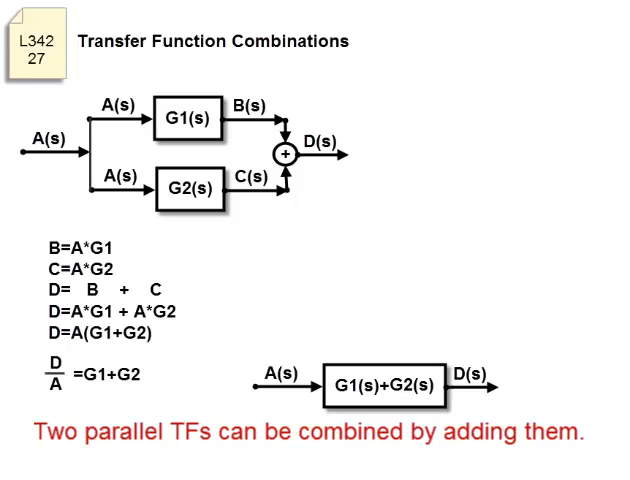 L342
27
Transfer Function Combinations
A(s)
A(s)
G1(s)
B(s)
+
D(s)
A(s)
G2(s)
C(s)
B=A*G1
C=A*G2
D= B + C
D=A*G1 + A*G2
D=A(G1+G2)
D
A
=G1+G2
A(s)
G1(s)+G2(s)
D(s)
Two parallel TFs can be combined by adding them.